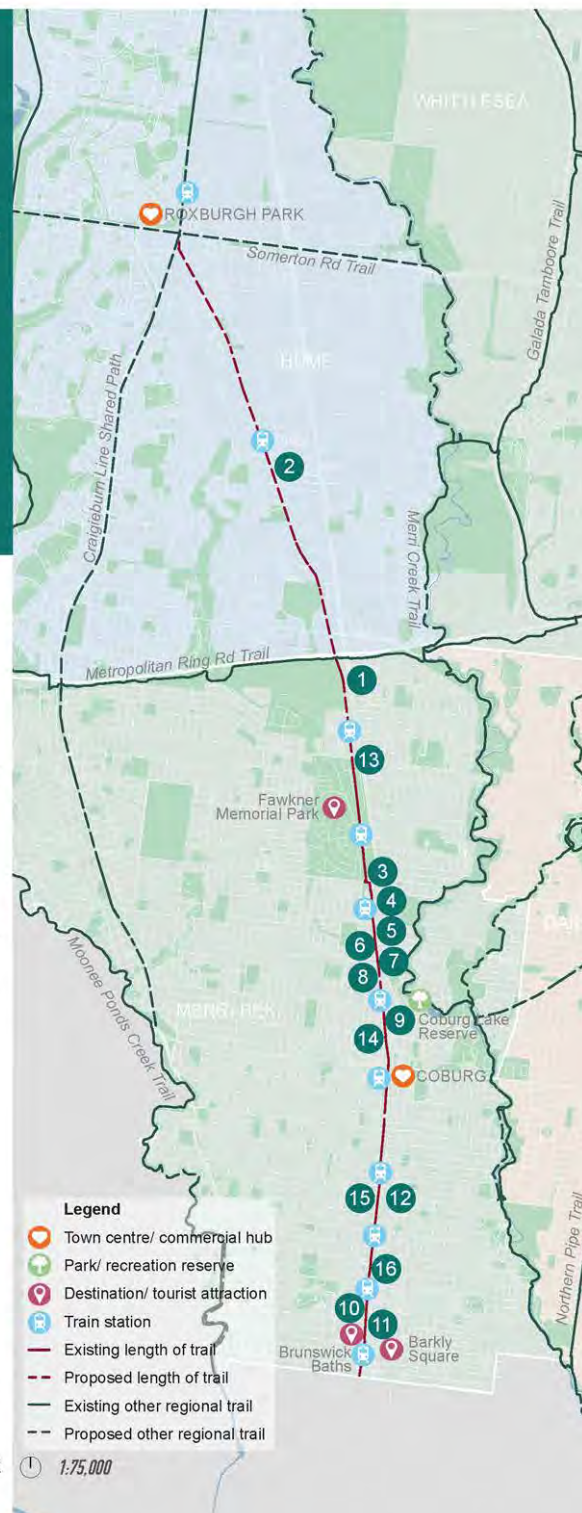 WHITTLESEA
ROXBURGH PARK
Somerton Rd Trail
Galada Tamboore Trail
HUME
Craigieburn Line Shared Path
2
Merri Creek Trail
Metropolitan Ring Rd Trail
1
13
Fawkner
Memorial Park
3
4
5
6
7
8
Moonee Ponds Creek Trail
MERRI-BEK
9
Coburg Lake
Reserve
14
COBURG
15
12
16
10
11
Brunswick
Baths
Barkly
Square
Northern Pipe Trail
Legend
Town centre/ commercial hub
Park/ recreation reserve
Destination/ tourist attraction
Train station
Existing length of trail
Proposed length of trail
Existing other regional trail
Proposed other regional trail
1:75,000